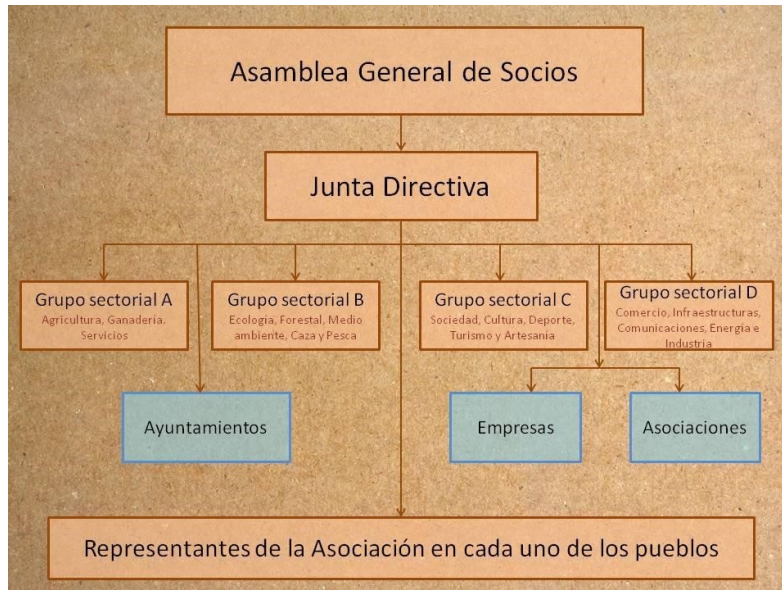 Asamblea General de Socios
Junta Directiva
Grupo sectorial A
Agricultura, Ganadería.
Servicios
Grupo sectorial B
Ecología, Forestal, Medio
ambiente, Caza y Pesca
Grupo sectorial C
Sociedad, Cultura, Deporte,
Turismo y Artesanía
Grupo sectorial D
Comercio, Infraestructuras,
Comunicaciones, Energía e
Industria
Ayuntamientos
Empresas
Asociaciones
Representantes de la Asociación en cada uno de los pueblos